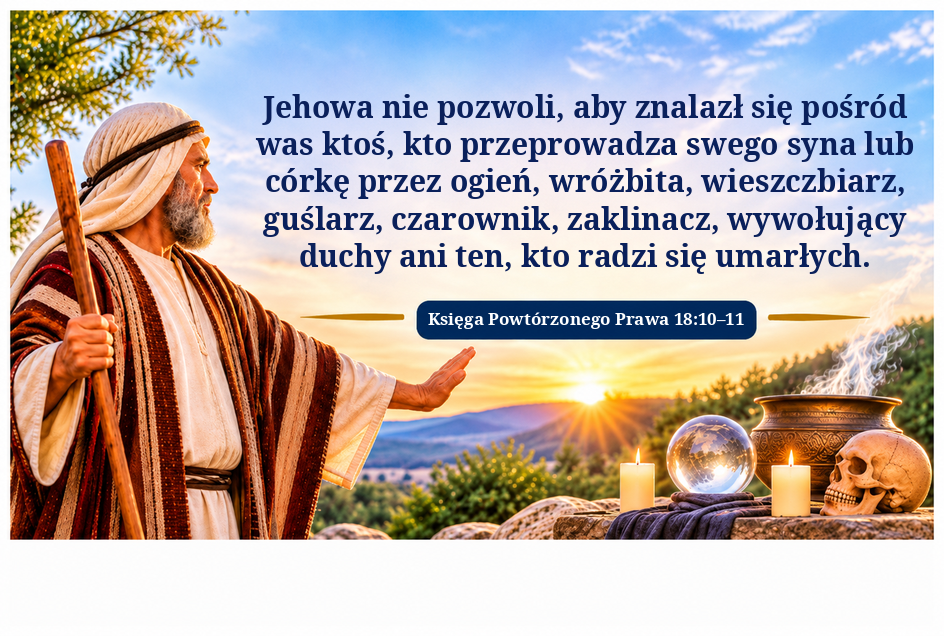 Jehowa nie pozwoli, aby znalazł się pośród
was ktoś, kto przeprowadza swego syna lub
córkę przez ogień, wróżbita, wieszczbiarz,
guślarz, czarownik, zaklinacz, wywołujący
duchy ani ten, kto radzi się umarłych.
Księga Powtórzonego Prawa 18:10–11